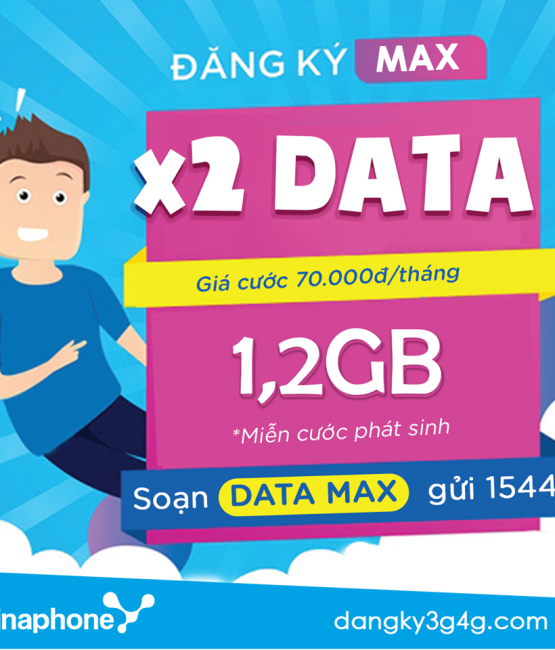 ĐĂNG KÝ MAX
x2 DATA
Giá cước 70.000đ/tháng
1,2GB
*Miễn cước phát sinh
Soạn DATA MAX gửi 1544
inaphone
dangky3g4g.com